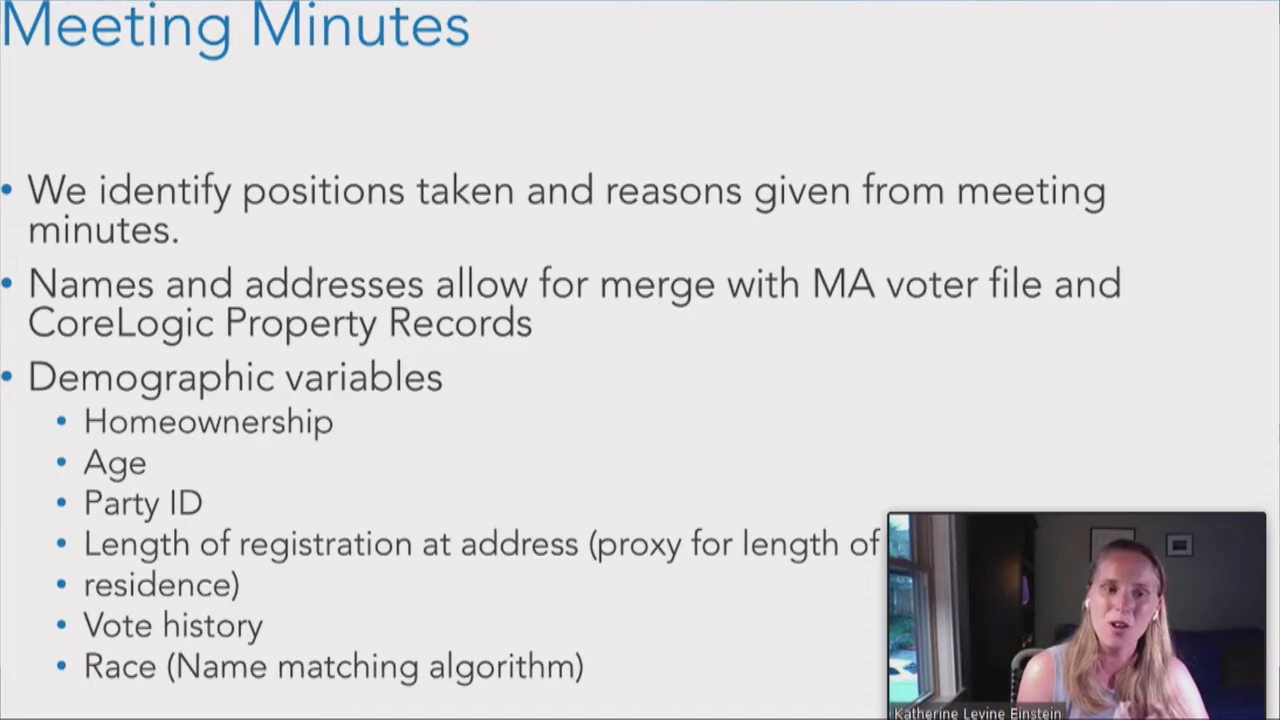 Meeting Minutes
• We identify positions taken and reasons given from meeting
minutes.
• Names and addresses allow for merge with MA voter file and
CoreLogic Property Records
• Demographic variables
• Homeownership
• Age
• Party ID
• Length of registration at address (proxy for length of
• residence)
• Vote history
• Race (Name matching algorithm)
Katherine Levine Einstein